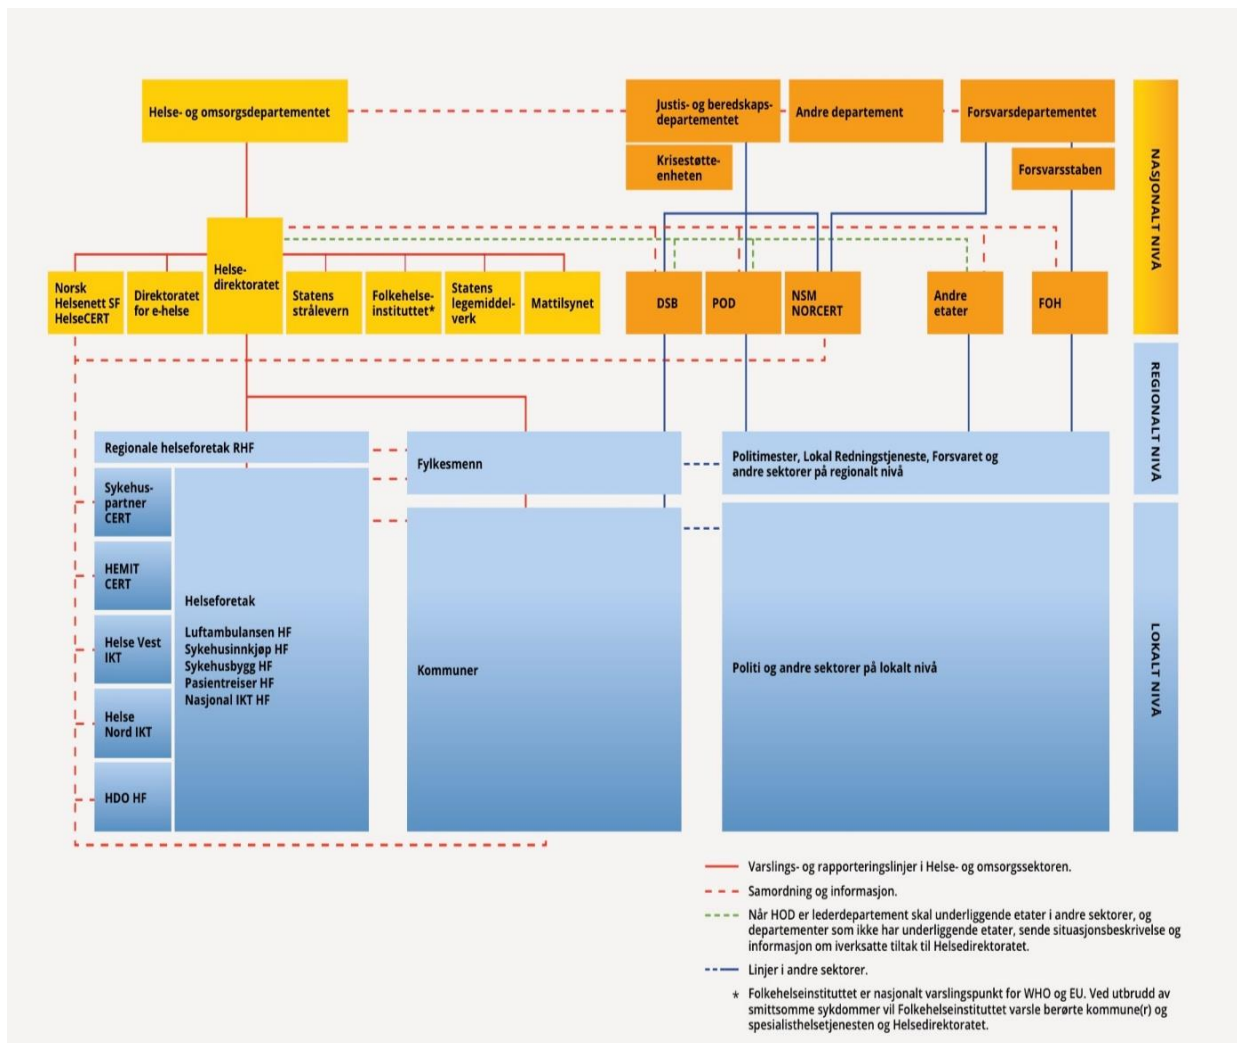 Helse- og omsorgsdepartementet
Justis- og beredskaps-
departementet
Andre departement
Forsvarsdepartementet
Krisestøtte-
enheten
Forsvarsstaben
NASJONALT NIVÅ
Norsk
Helsenett SF
HelseCERT
Direktoratet
for e-helse
Helse-
direktoratet
Statens
strålevern
Folkehelse-
instituttet*
Statens
legemiddel-
verk
Mattilsynet
DSB
POD
NSM
NORCERT
Andre
etater
FOH
REGIONALT NIVÅ
Regionale helseforetak RHF
Fylkesmenn
Politimester, Lokal Redningstjeneste, Forsvaret og
andre sektorer på regionalt nivå
Sykehus-
partner
CERT
HEMIT
CERT
Helse Vest
IKT
Helse
Nord IKT
HDO HF
Helseforetak
Luftambulansen HF
Sykehusinnkjøp HF
Sykehusbygg HF
Pasientreiser HF
Nasjonal IKT HF
Kommuner
Politi og andre sektorer på lokalt nivå
LOKALT NIVÅ
Varslings- og rapporteringslinjer i Helse- og omsorgssektoren.
Samordning og informasjon.
Når HOD er lederdepartement skal underliggende etater i andre sektorer, og
departementer som ikke har underliggende etater, sende situasjonsbeskrivelse og
informasjon om iverksatte tiltak til Helsedirektoratet.
Linjer i andre sektorer.
* Folkehelseinstituttet er nasjonalt varslingspunkt for WHO og EU. Ved utbrudd av
smittsomme sykdommer vil Folkehelseinstituttet varsle berørte kommune(r) og
spesialisthelsetjenesten og Helsedirektoratet.